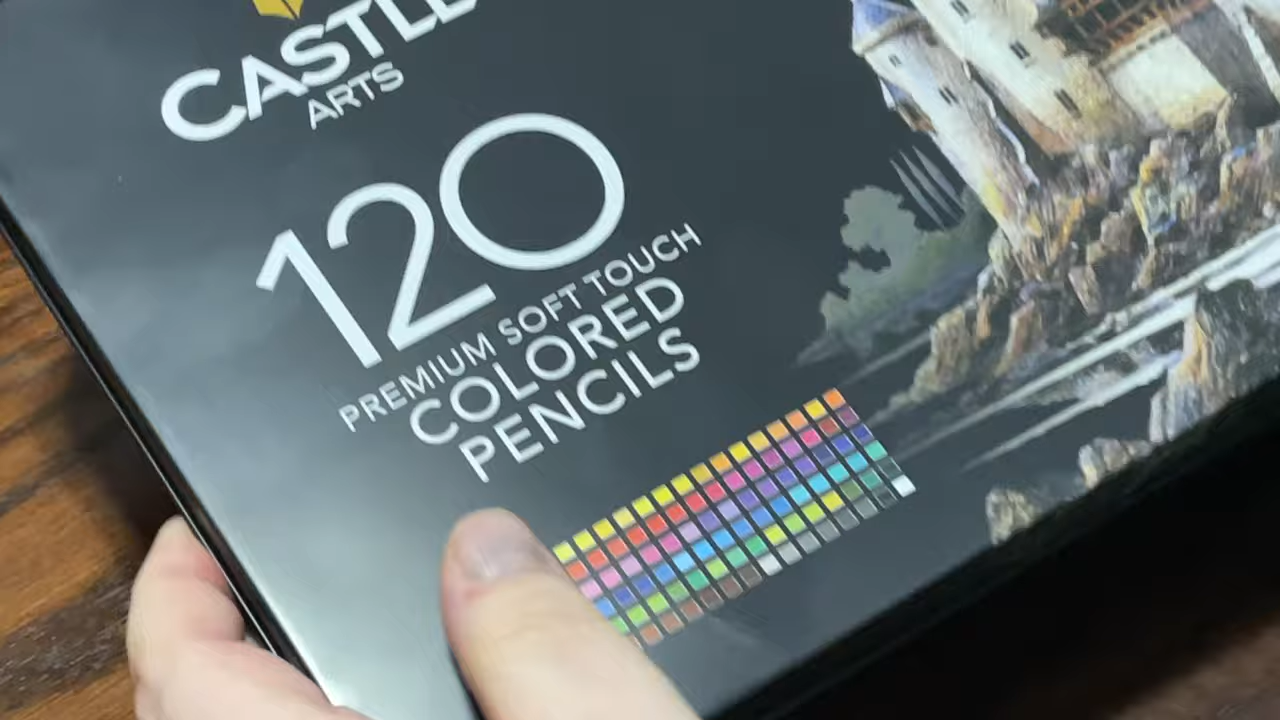 CASTLE
ARTS
120
PREMIUM SOFT TOUCH
COLORED
PENCILS